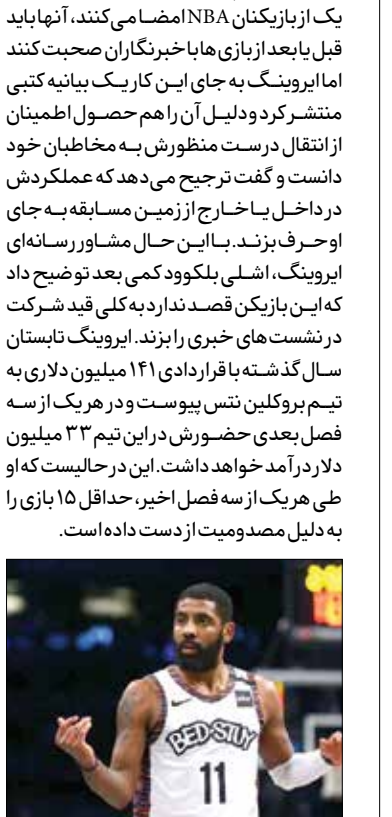 یک از بازیکنان NBA امضا می‌کنند، آنها باید
قبل یا بعد از بازی ها با خبرنگاران صحبت کنند
اما ایروینگ به جای این کار یک بیانیه کتبی
منتشر کرد و دلیل آن را هم حصول اطمینان
از انتقال درست منظورش به مخاطبان خود
دانست و گفت ترجیح می‌دهد که عملکردش
در داخل یا خارج از زمین مسابقه به جای
او حرف بزند. با این حال مشاور رسانه‌ای
ایروینگ، اشلی بلکوود کمی بعد توضیح داد
که این بازیکن قصد ندارد به کلی قید شرکت
در نشست های خبری را بزند. ایروینگ تابستان
سال گذشته با قراردادی ۱۴۱ میلیون دلاری به
تیم بروکلین نتس پیوست و در هر یک از سه
فصل بعدی حضورش در این تیم ۳۳ میلیون
دلار درآمد خواهد داشت. این در حالیست که او
طی هر یک از سه فصل اخیر، حداقل ۱۵ بازی را
به دلیل مصدومیت از دست داده است.
BED-STUY
11